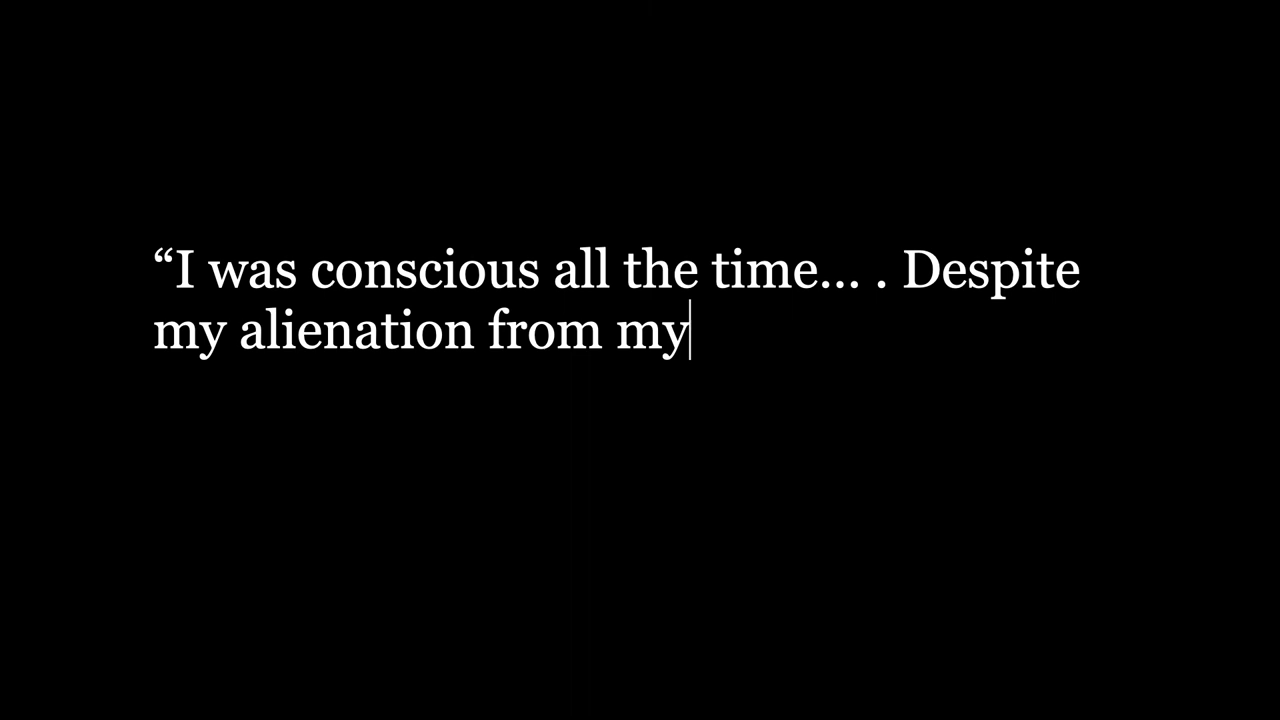 “I was conscious all the time... . Despite
my alienation from my